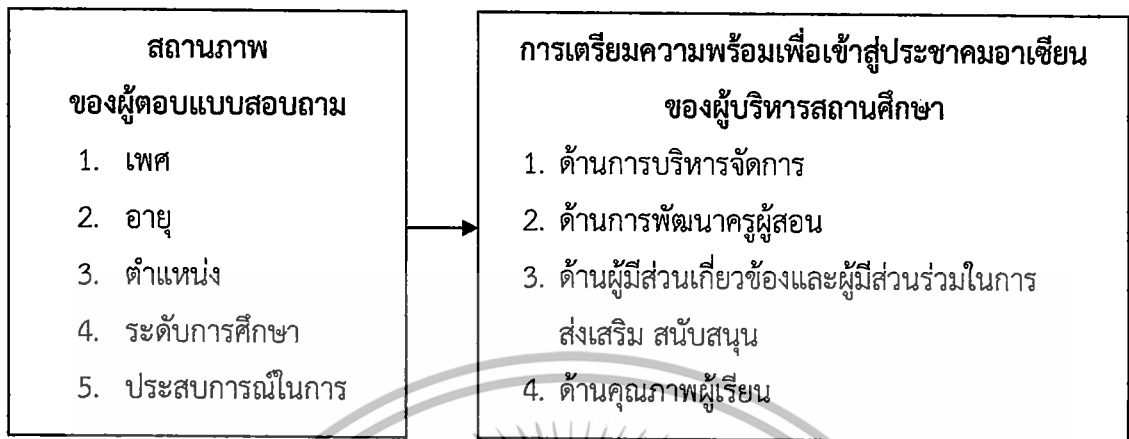 สถานภาพ
ของผู้ตอบแบบสอบถาม
1. เพศ
2. อายุ
3. ตำแหน่ง
4. ระดับการศึกษา
5. ประสบการณ์ในการ
การเตรียมความพร้อมเพื่อเข้าสู่ประชาคมอาเซียน
ของผู้บริหารสถานศึกษา
1. ด้านการบริหารจัดการ
2. ด้านการพัฒนาครูผู้สอน
3. ด้านผู้มีส่วนเกี่ยวข้องและผู้มีส่วนร่วมในการ
ส่งเสริม สนับสนุน
4. ด้านคุณภาพผู้เรียน